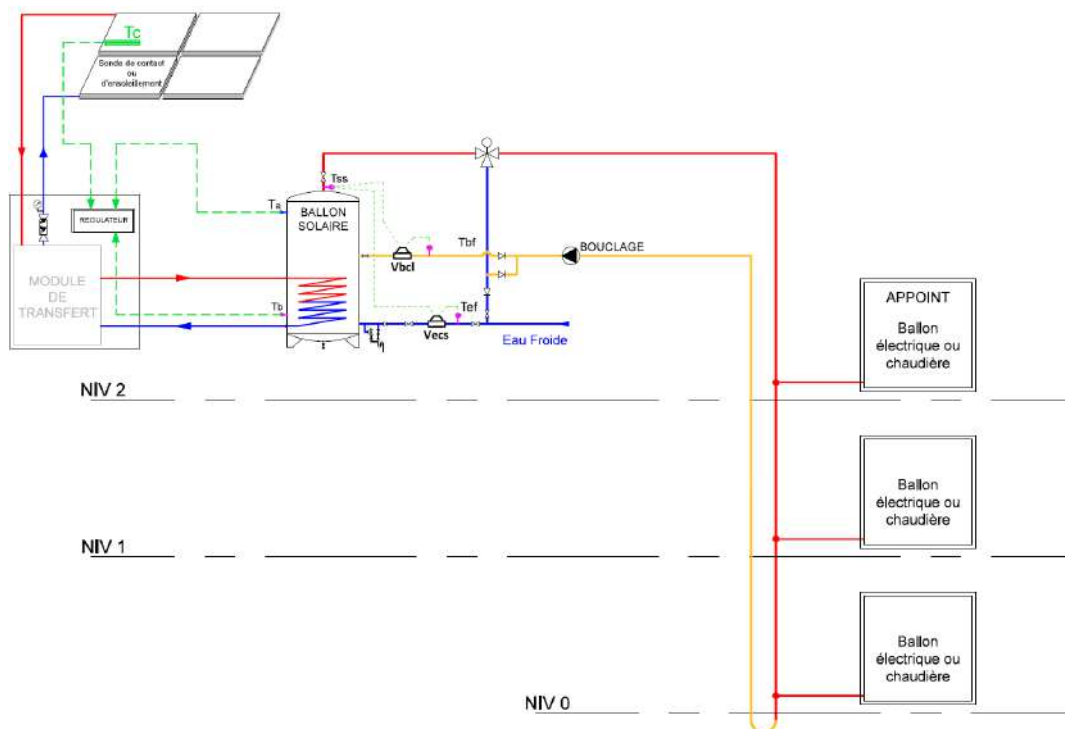 Tc
Sonde de contact
ou
d'ensoleillement
REGULATEUR
MODULE
DE
TRANSFERT
Ta
Tss
BALLON
SOLAIRE
Tb
Vbcl
Tbf
BOUCLAGE
Tef
Vecs
Eau Froide
APPOINT
Ballon
électrique ou
chaudière
NIV 2
Ballon
électrique ou
chaudière
NIV 1
Ballon
électrique ou
chaudière
NIV 0